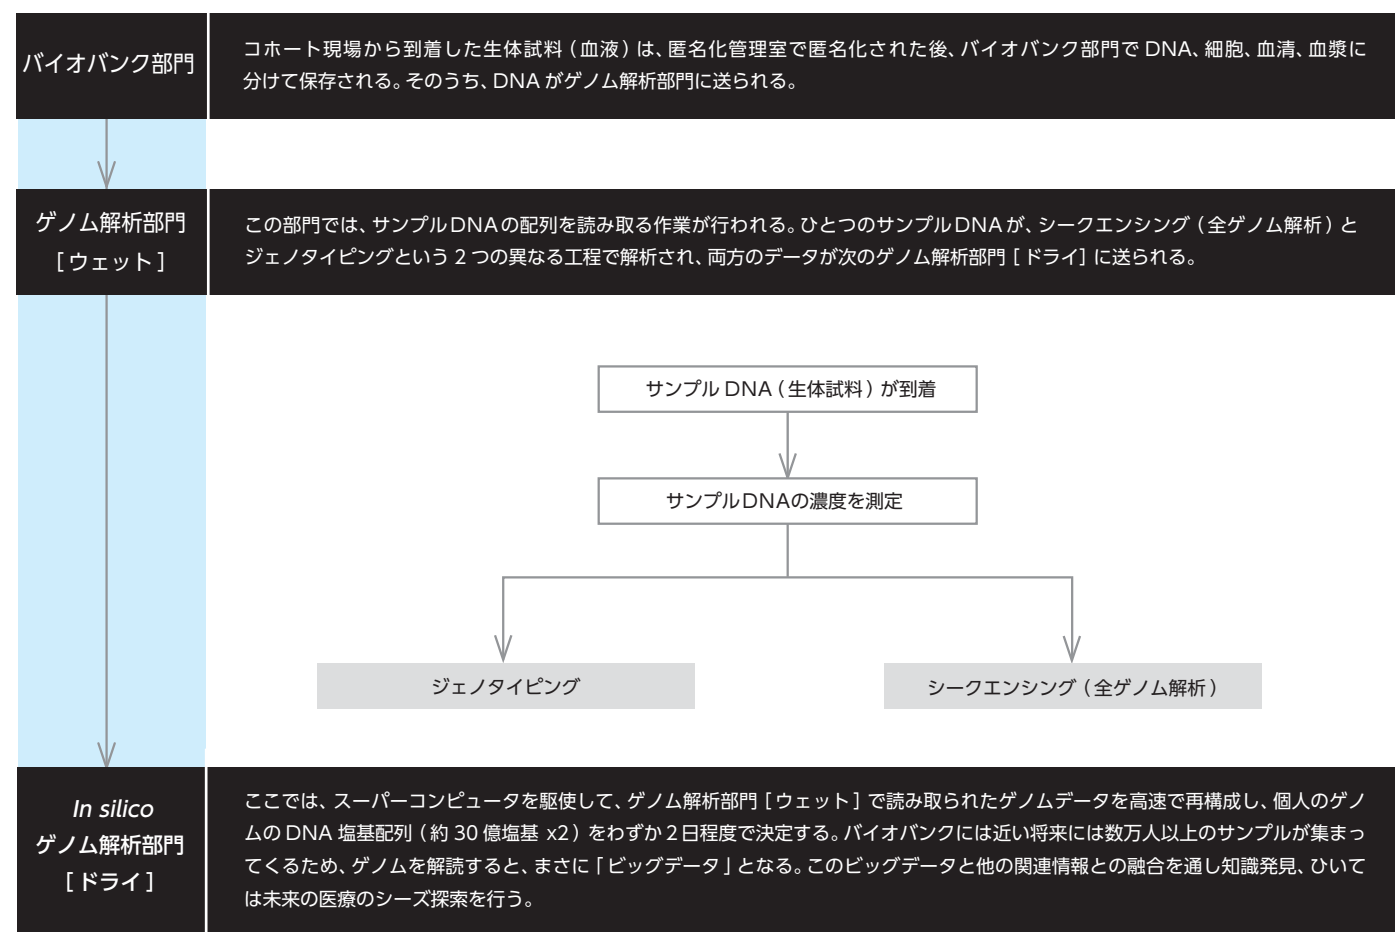 バイオバンク部門
コホート現場から到着した生体試料（血液）は、匿名化管理室で匿名化された後、バイオバンク部門で DNA、細胞、血清、血漿に
分けて保存される。そのうち、DNA がゲノム解析部門に送られる。
ゲノム解析部門
［ウェット］
この部門では、サンプルDNAの配列を読み取る作業が行われる。ひとつのサンプルDNAが、シークエンシング（全ゲノム解析）と
ジェノタイピングという 2 つの異なる工程で解析され、両方のデータが次のゲノム解析部門［ドライ］に送られる。
サンプル DNA（生体試料）が到着
サンプルDNAの濃度を測定
ジェノタイピング
シークエンシング（全ゲノム解析）
In silico
ゲノム解析部門
［ドライ］
ここでは、スーパーコンピュータを駆使して、ゲノム解析部門［ウェット］で読み取られたゲノムデータを高速で再構成し、個人のゲノ
ムの DNA 塩基配列（約 30 億塩基 x2）をわずか２日程度で決定する。バイオバンクには近い将来には数万人以上のサンプルが集まっ
てくるため、ゲノムを解読すると、まさに「ビッグデータ」となる。このビッグデータと他の関連情報との融合を通し知識発見、ひいて
は未来の医療のシーズ探索を行う。